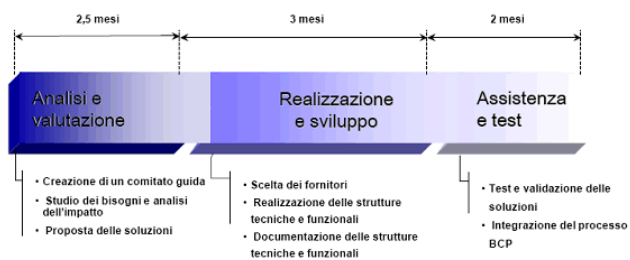 2,5 mesi
3 mesi
2 mesi
Analisi e
valutazione
Realizzazione
e sviluppo
Assistenza
e test
• Creazione di un comitato guida
• Studio dei bisogni e analisi
dell'impatto
• Proposta delle soluzioni
• Scelta dei fornitori
• Realizzazione delle strutture
tecniche e funzionali
• Documentazione delle strutture
tecniche e funzionali
• Test e validazione delle
soluzioni
• Integrazione del processo
BCP